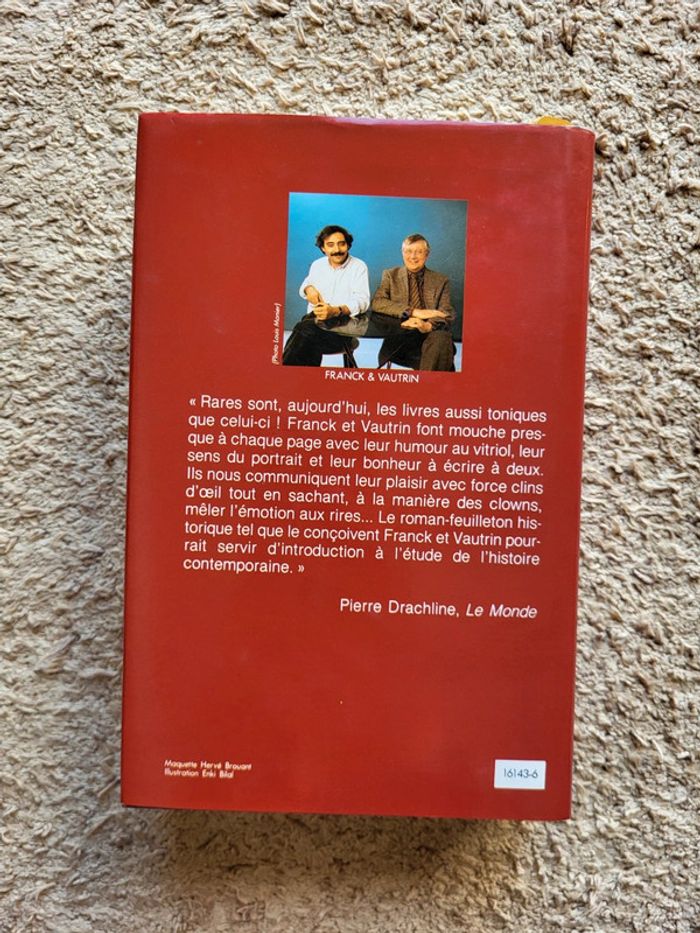 (Photo Louis Monier)
FRANCK & VAUTRIN
« Rares sont, aujourd'hui, les livres aussi toniques
que celui-ci ! Franck et Vautrin font mouche pres-
que à chaque page avec leur humour au vitriol, leur
sens du portrait et leur bonheur à écrire à deux.
Ils nous communiquent leur plaisir avec force clins
d'œil tout en sachant, à la manière des clowns,
mêler l'émotion aux rires... Le roman-feuilleton his-
torique tel que le conçoivent Franck et Vautrin pour-
rait servir d'introduction à l'étude de l'histoire
contemporaine. »
Pierre Drachline, Le Monde
Maquette Hervé Brouant
Illustration Enki Bilal
16143-6